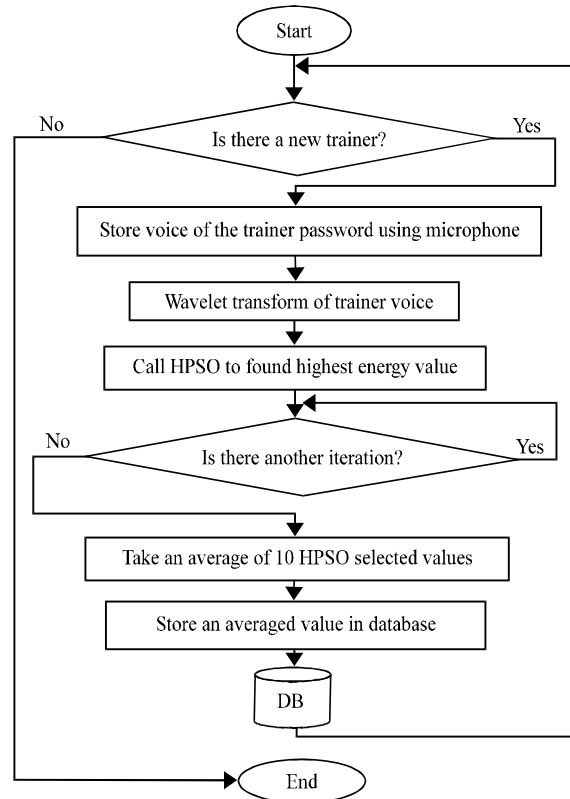 Start
No
Yes
Is there a new trainer?
Store voice of the trainer password using microphone
Wavelet transform of trainer voice
Call HPSO to found highest energy value
No
Yes
Is there another iteration?
Take an average of 10 HPSO selected values
Store an averaged value in database
DB
End